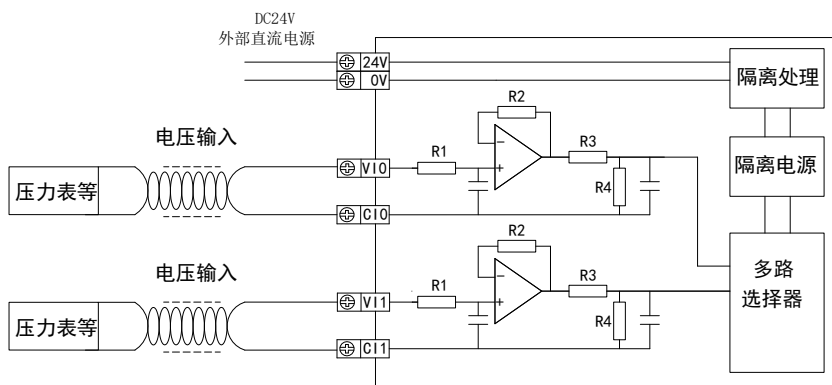 DC24V
外部直流电源
24V
0V
隔离处理
电压输入
R2
R1
R3
R4
VI0
CI0
压力表等
隔离电源
电压输入
R2
R1
R3
R4
VI1
CI1
压力表等
多路
选择器